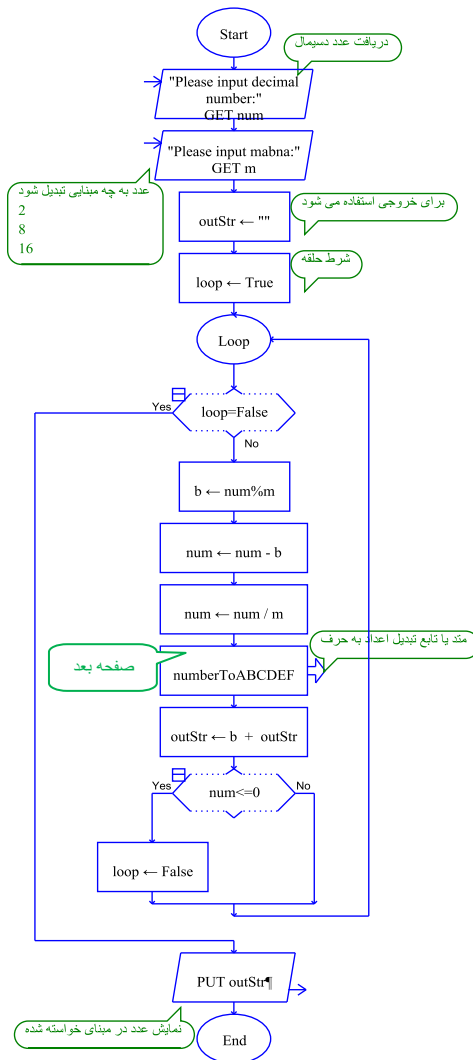 Start
دریافت عدد دسیمال
"Please input decimal
number:"
GET num
"Please input mabna:"
GET m
عدد به چه مبنایی تبدیل شود
2
8
16
outStr ← ""
برای خروجی استفاده می شود
loop ← True
شرط حلقه
Loop
Yes
loop=False
No
b ← num%m
num ← num - b
num ← num / m
صفحه بعد
numberToABCDEF
متد یا تابع تبدیل اعداد به حرف
outStr ← b + outStr
Yes
num<=0
No
loop ← False
PUT outStr¶
نمایش عدد در مبنای خواسته شده
End